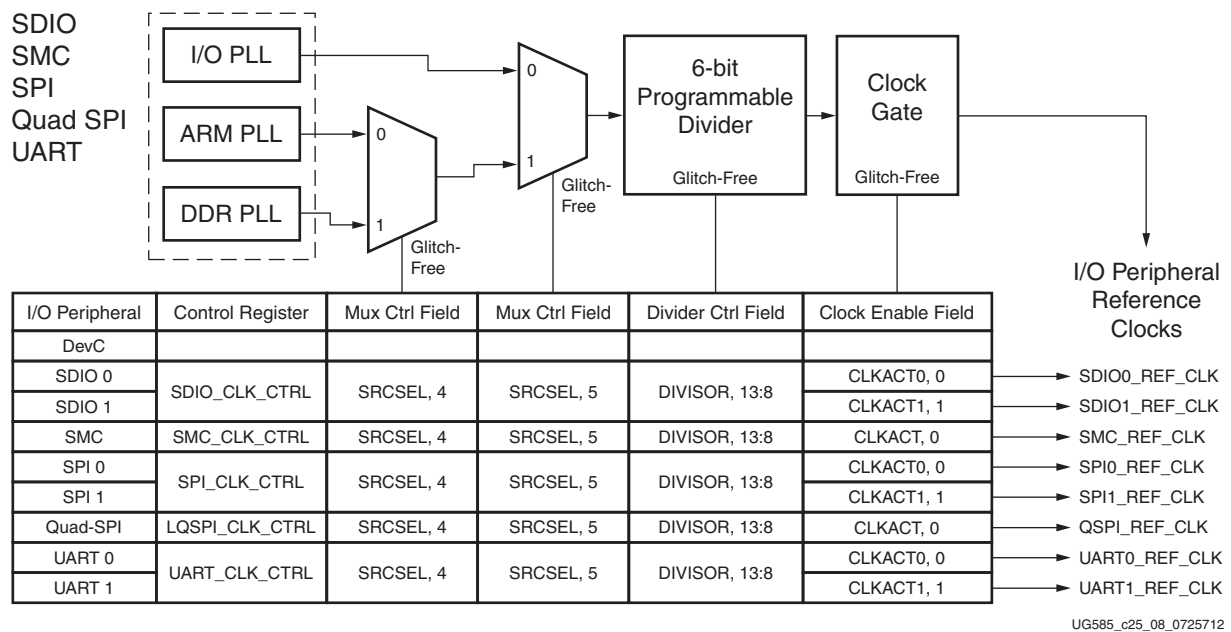 SDIO
SMC
SPI
Quad SPI
UART
I/O PLL
ARM PLL
DDR PLL
0
1
Glitch-
Free
0
1
Glitch-
Free
6-bit
Programmable
Divider
Glitch-Free
Clock
Gate
Glitch-Free
I/O Peripheral
Reference
Clocks
I/O Peripheral Control Register Mux Ctrl Field Mux Ctrl Field Divider Ctrl Field Clock Enable Field
DevC
SDIO 0 CLKACT0, 0 SDIO0_REF_CLK
SDIO_CLK_CTRL SRCSEL, 4 SRCSEL, 5 DIVISOR, 13:8
SDIO 1 CLKACT1, 1 SDIO1_REF_CLK
SMC SMC_CLK_CTRL SRCSEL, 4 SRCSEL, 5 DIVISOR, 13:8 CLKACT, 0 SMC_REF_CLK
SPI 0 CLKACT0, 0 SPI0_REF_CLK
SPI_CLK_CTRL SRCSEL, 4 SRCSEL, 5 DIVISOR, 13:8
SPI 1 CLKACT1, 1 SPI1_REF_CLK
Quad-SPI LQSPI_CLK_CTRL SRCSEL, 4 SRCSEL, 5 DIVISOR, 13:8 CLKACT, 0 QSPI_REF_CLK
UART 0 CLKACT0, 0 UART0_REF_CLK
UART_CLK_CTRL SRCSEL, 4 SRCSEL, 5 DIVISOR, 13:8
UART 1 CLKACT1, 1 UART1_REF_CLK
UG585_c25_08_0725712